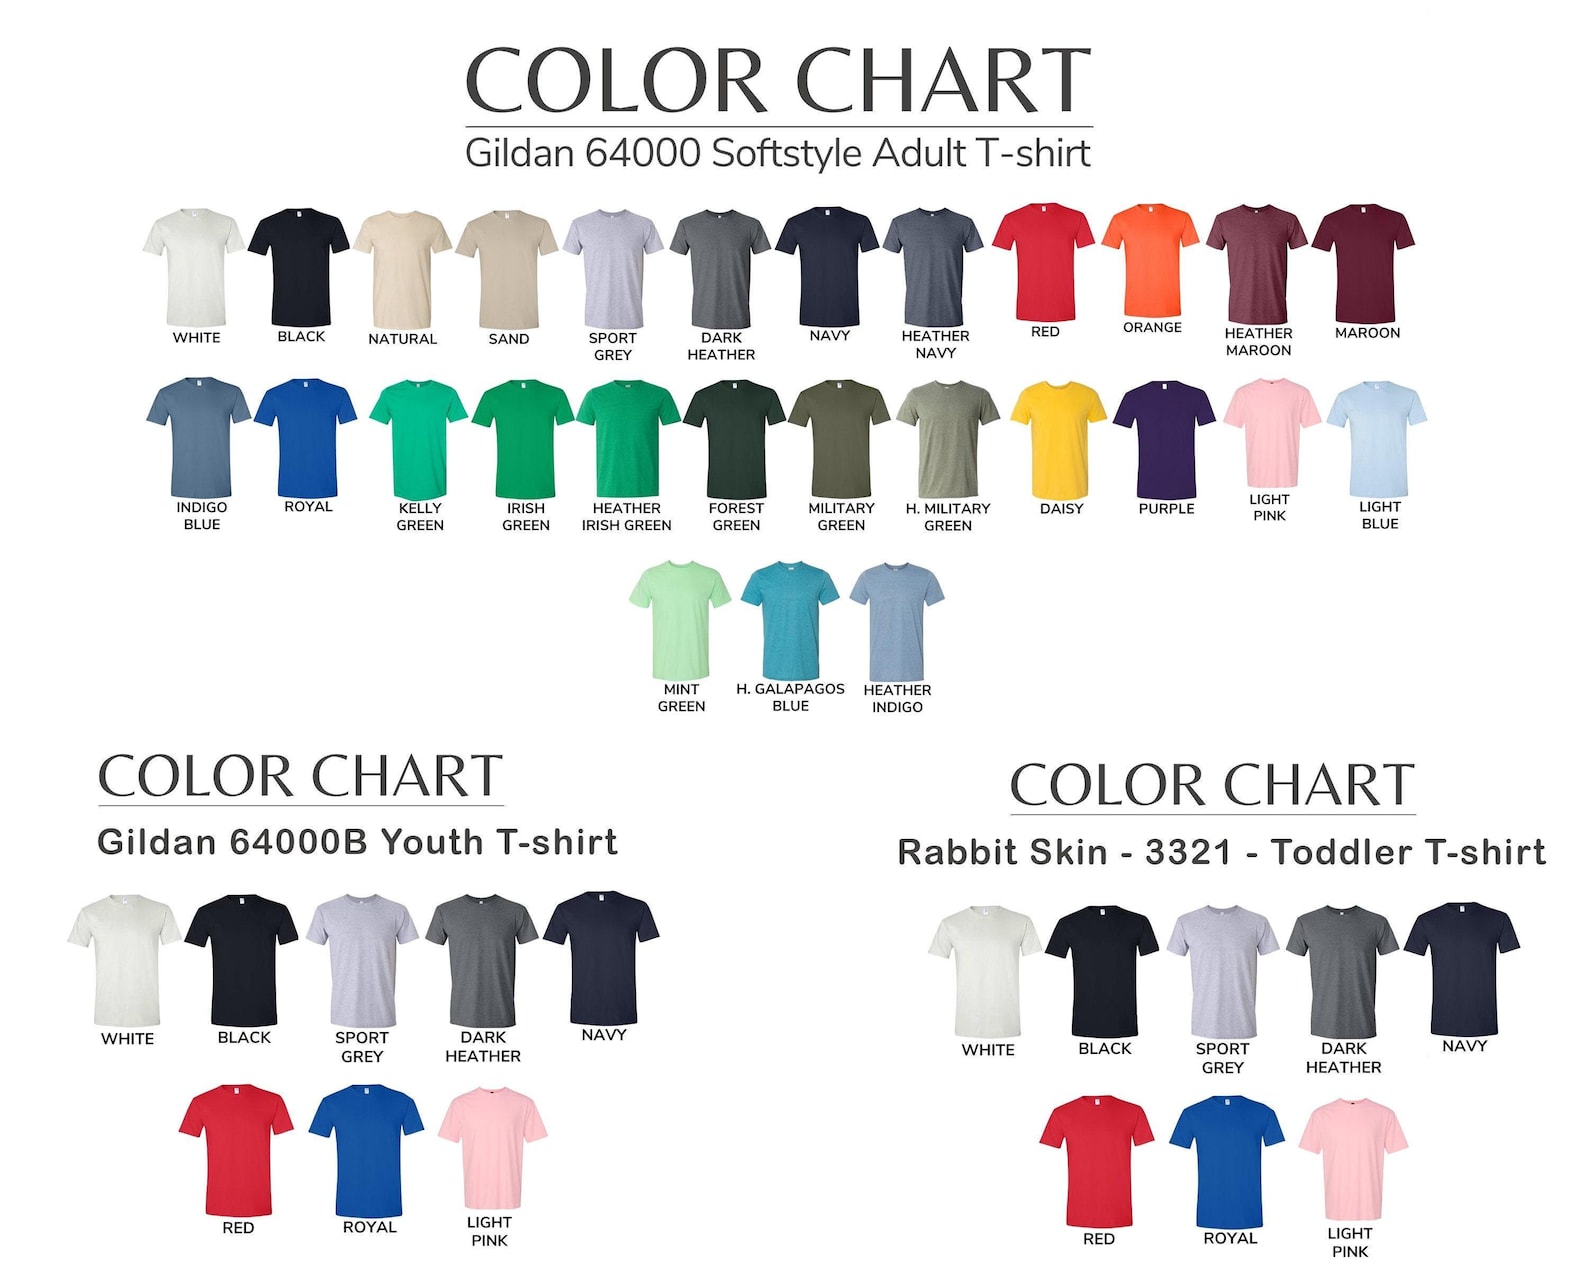 COLOR CHART
Gildan 64000 Softstyle Adult T-shirt
WHITE
BLACK
NATURAL
SAND
SPORT
GREY
DARK
HEATHER
NAVY
HEATHER
NAVY
RED
ORANGE
HEATHER
MAROON
MAROON
INDIGO
BLUE
ROYAL
KELLY
GREEN
IRISH
GREEN
HEATHER
IRISH GREEN
FOREST
GREEN
MILITARY
GREEN
H. MILITARY
GREEN
DAISY
PURPLE
LIGHT
PINK
LIGHT
BLUE
MINT
GREEN
H. GALAPAGOS
BLUE
HEATHER
INDIGO
COLOR CHART
Gildan 64000B Youth T-shirt
WHITE
BLACK
SPORT
GREY
DARK
HEATHER
NAVY
RED
ROYAL
LIGHT
PINK
COLOR CHART
Rabbit Skin - 3321 - Toddler T-shirt
WHITE
BLACK
SPORT
GREY
DARK
HEATHER
NAVY
RED
ROYAL
LIGHT
PINK